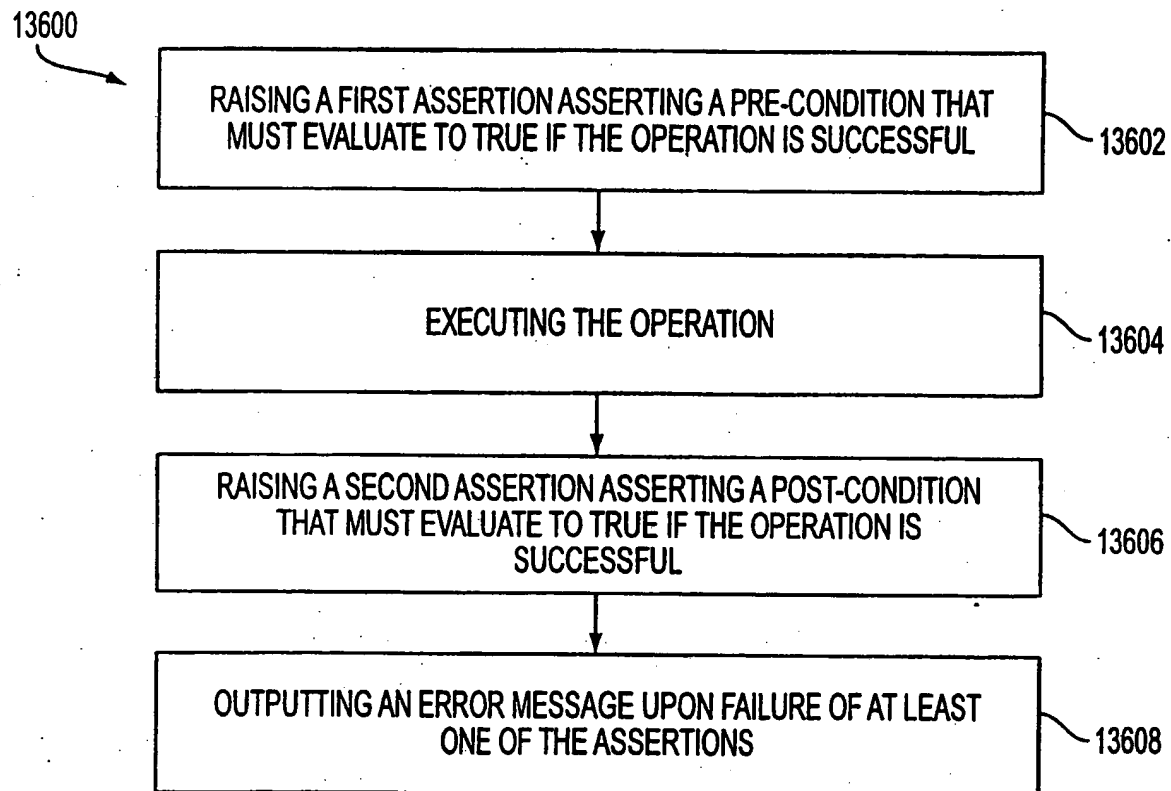 13600
RAISING A FIRST ASSERTION ASSERTING A PRE-CONDITION THAT
MUST EVALUATE TO TRUE IF THE OPERATION IS SUCCESSFUL
13602
EXECUTING THE OPERATION
13604
RAISING A SECOND ASSERTION ASSERTING A POST-CONDITION
THAT MUST EVALUATE TO TRUE IF THE OPERATION IS
SUCCESSFUL
13606
OUTPUTTING AN ERROR MESSAGE UPON FAILURE OF AT LEAST
ONE OF THE ASSERTIONS
13608